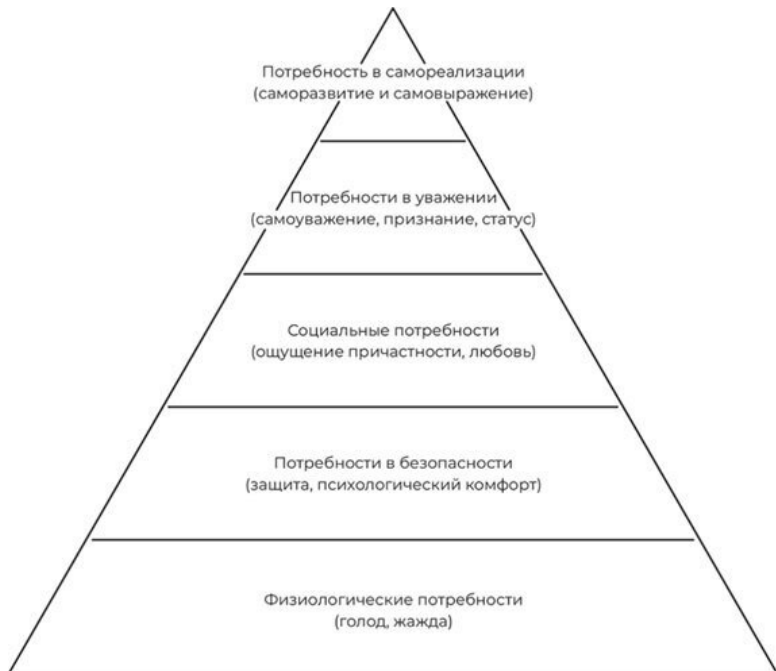 Потребность в самореализации
(саморазвитие и самовыражение)
Потребности в уважении
(самоуважение, признание, статус)
Социальные потребности
(ощущение причастности, любовь)
Потребности в безопасности
(защита, психологический комфорт)
Физиологические потребности
(голод, жажда)